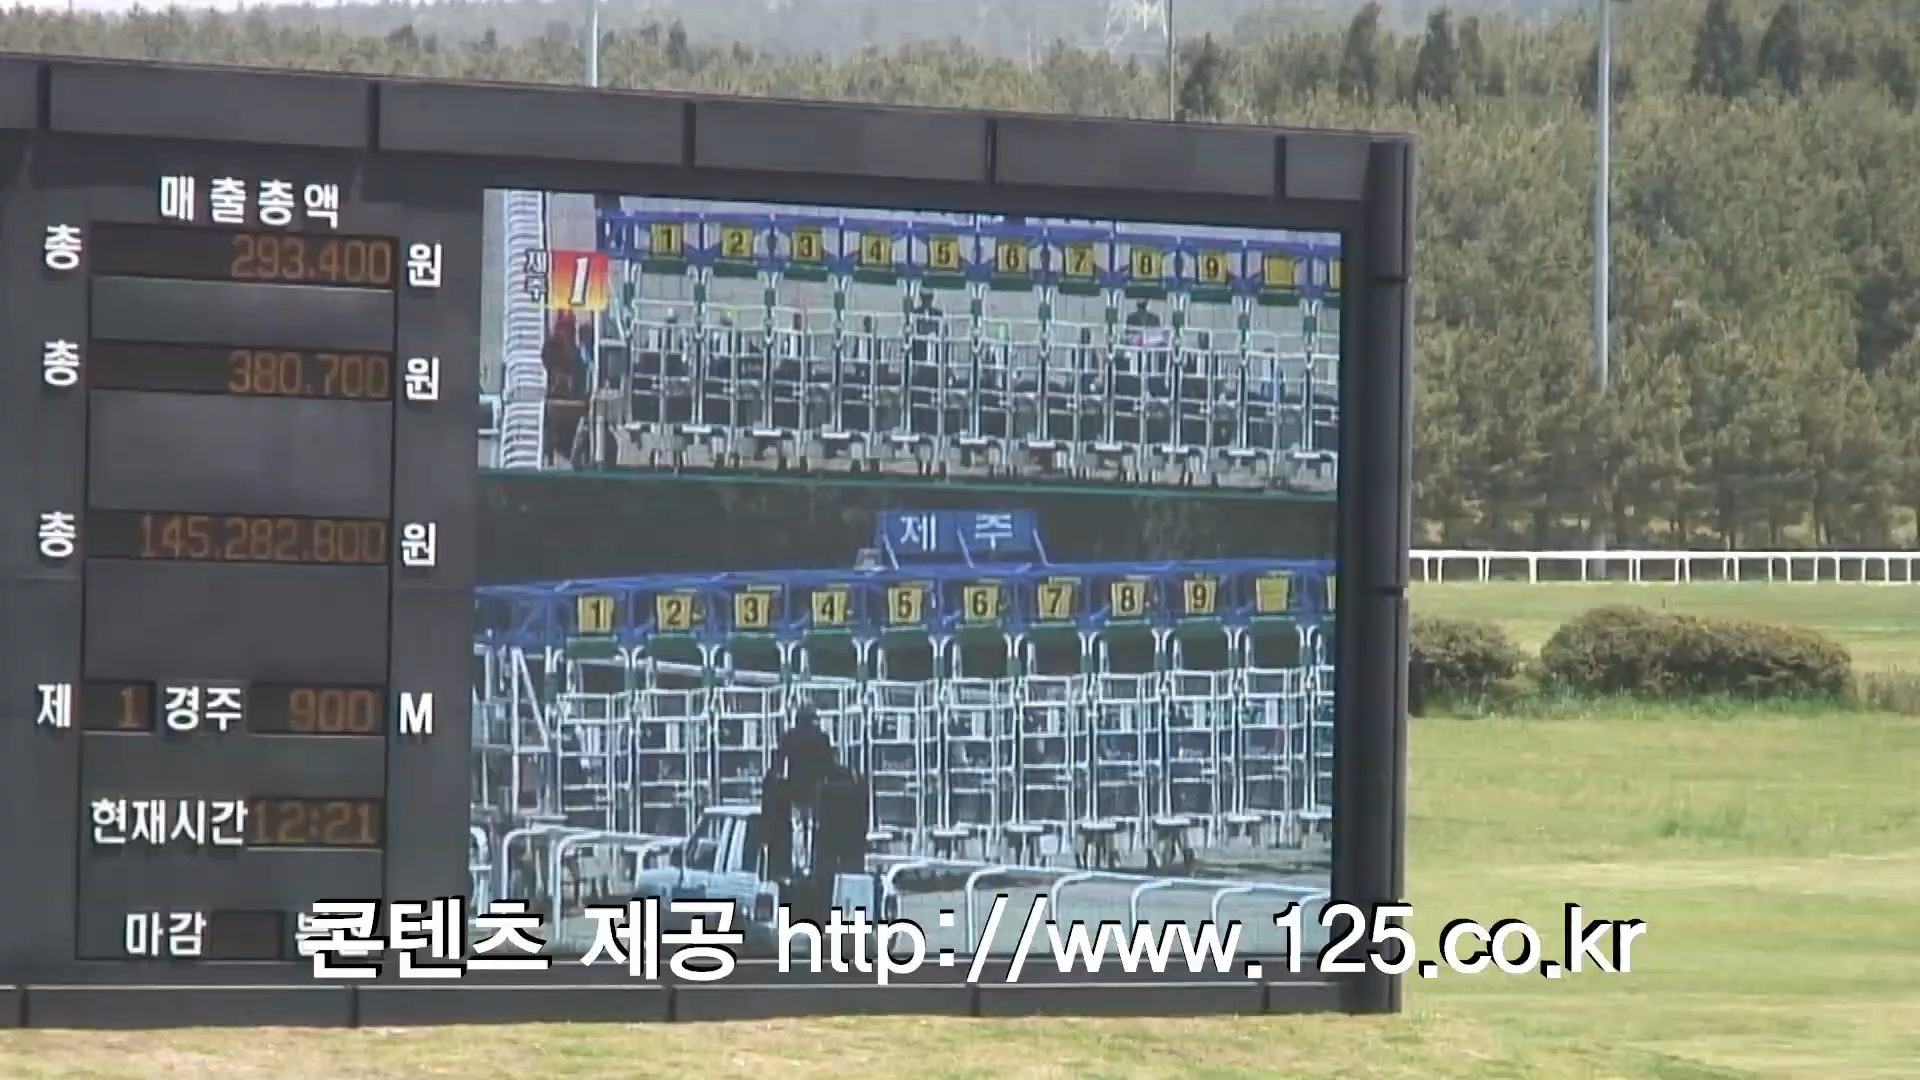 매출총액
총 293.400 원
총 380.700 원
총 145.282.800 원
제 1 경주 900 M
현재시간 12:21
마감
제주 1
1 2 3 4 5 6 7 8 9
제 주
1 2 3 4 5 6 7 8 9
콘텐츠 제공 http://www.125.co.kr